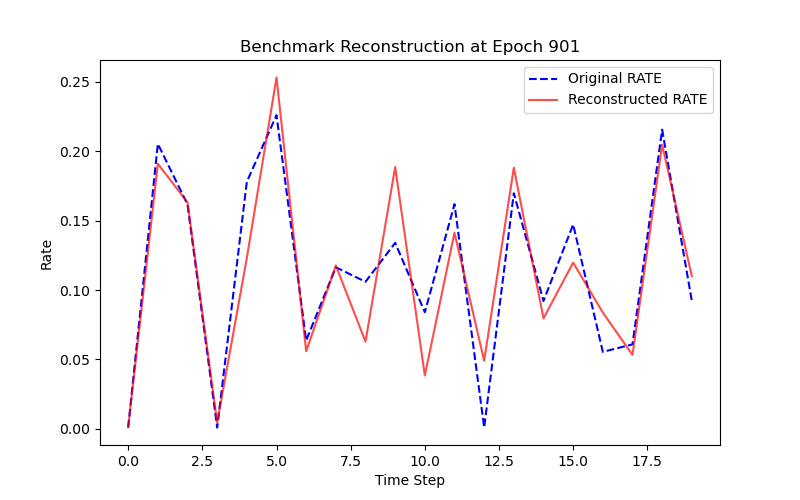 Benchmark Reconstruction at Epoch 901
Original RATE
Reconstructed RATE
0.25
0.20
0.15
0.10
0.05
0.00
Rate
0.0 2.5 5.0 7.5 10.0 12.5 15.0 17.5
Time Step